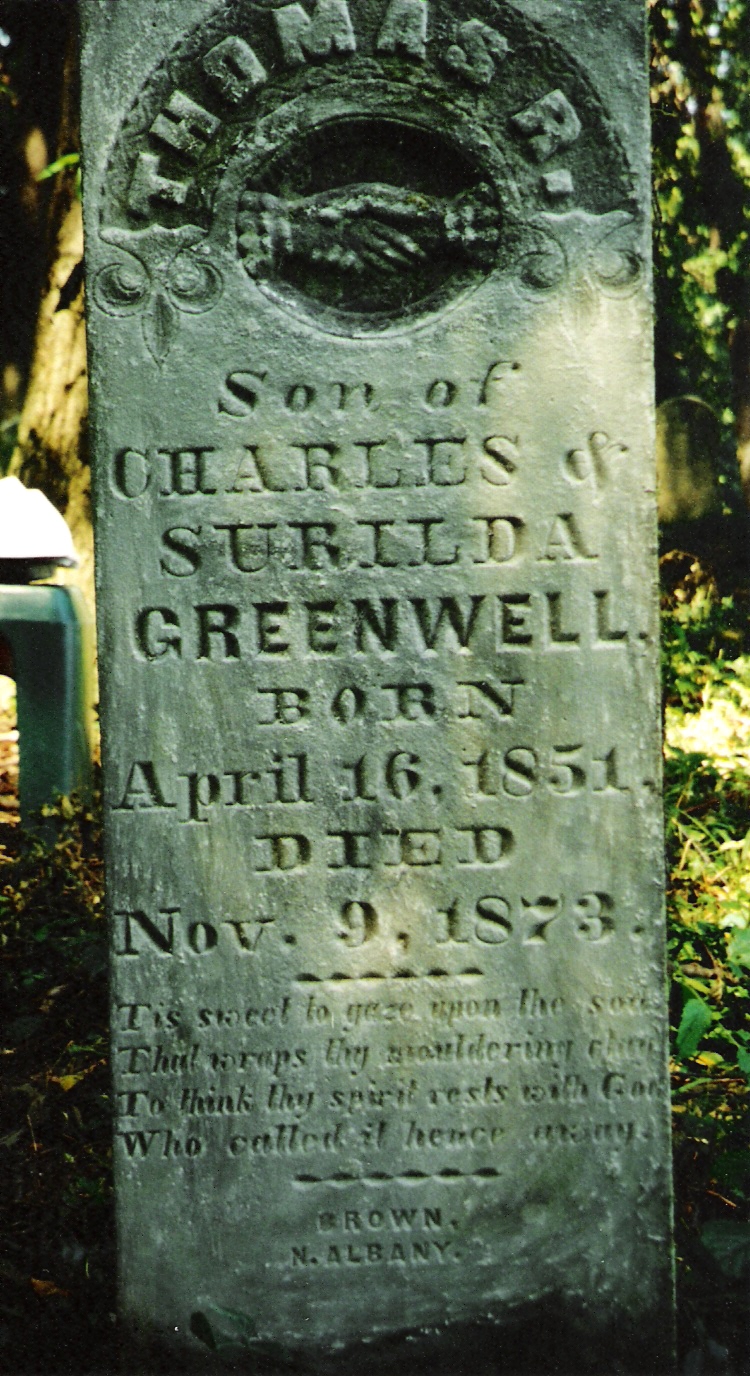 THOMAS R.
Son of
CHARLES &
SURILDA
GREENWELL.
BORN
April 16, 1851.
DIED
Nov. 9, 1873.
Tis sweet to gaze upon the sod
That wraps thy mouldering clay
To think thy spirit rests with God
Who called it hence away.
BROWN,
N. ALBANY.